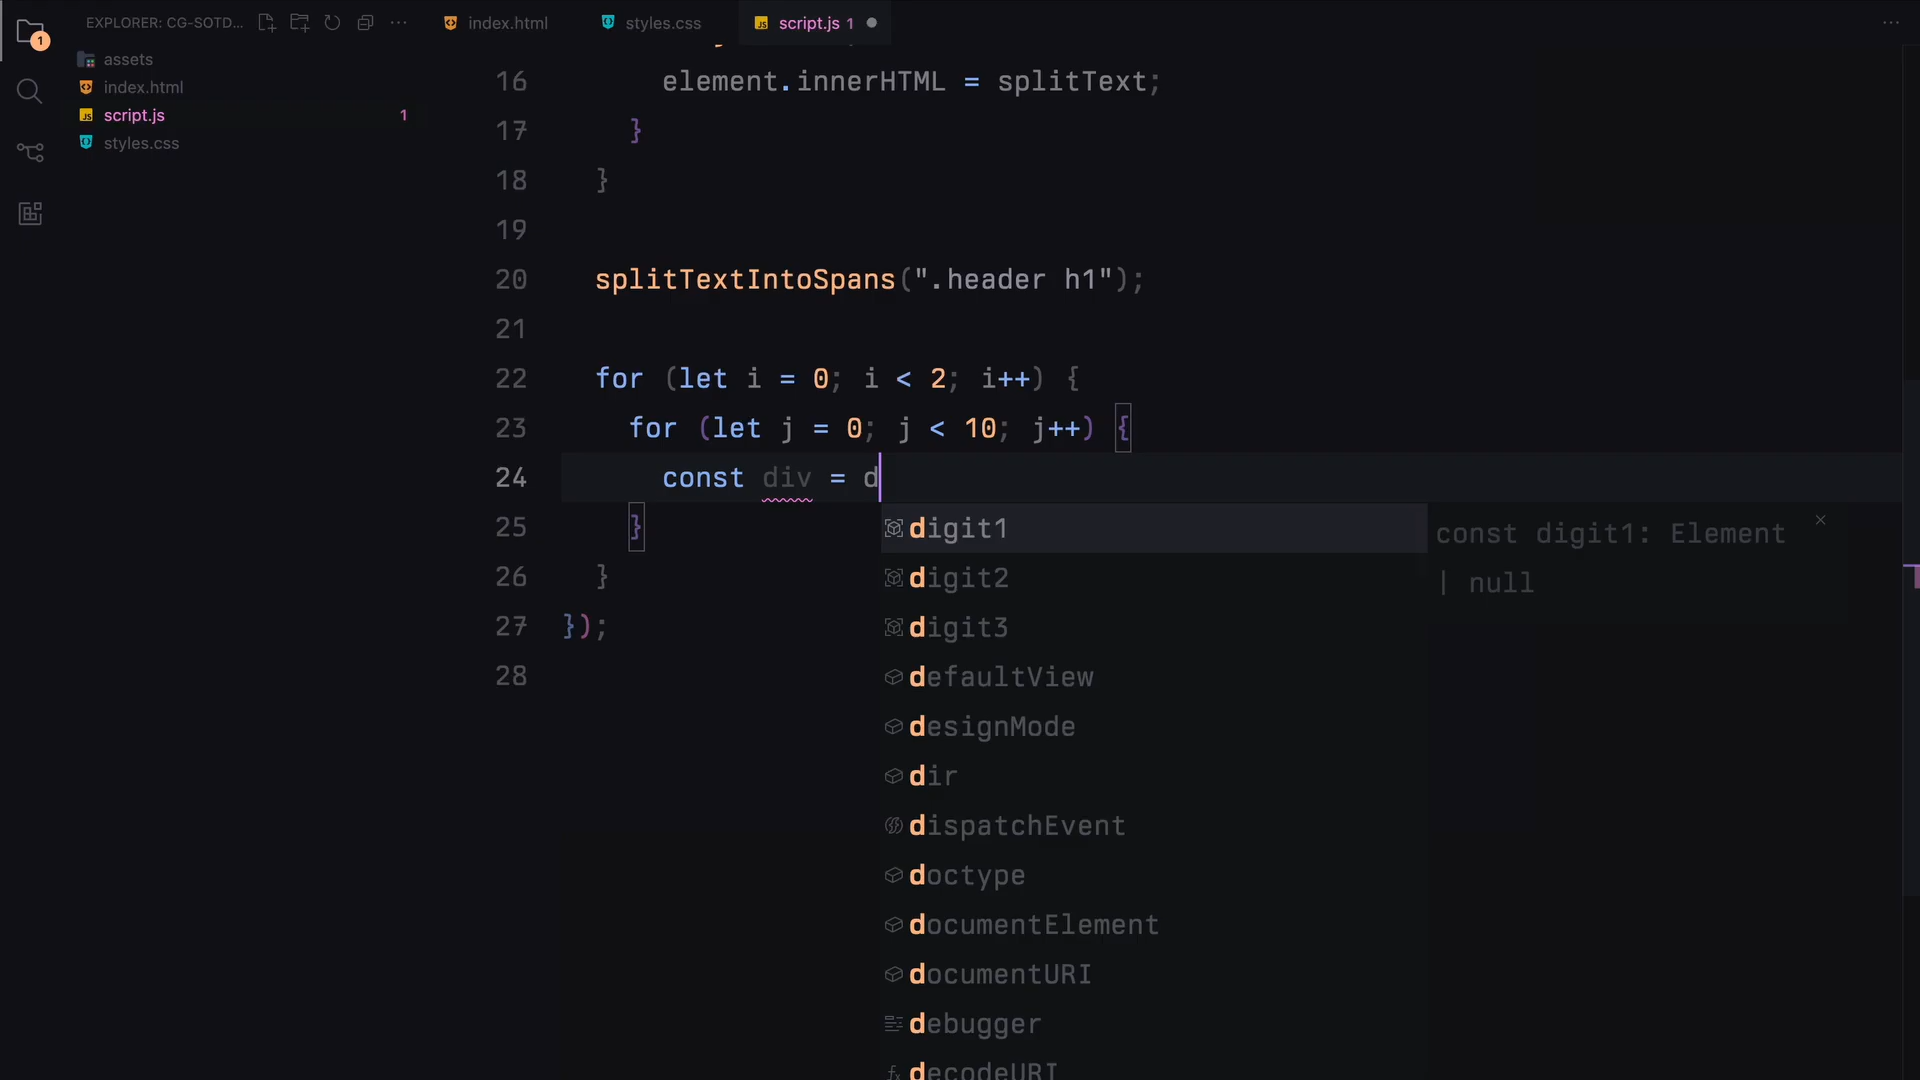 1
EXPLORER: CG-SOTD...
index.html
styles.css
script.js 1
assets
index.html
script.js 1
styles.css
16 element.innerHTML = splitText;
17 }
18 }
19
20 splitTextIntoSpans(".header h1");
21
22 for (let i = 0; i < 2; i++) {
23 for (let j = 0; j < 10; j++) {
24 const div = d
25 }
26 }
27 });
28
digit1
digit2
digit3
defaultView
designMode
dir
dispatchEvent
doctype
documentElement
documentURI
debugger
decodeURI
const digit1: Element
| null